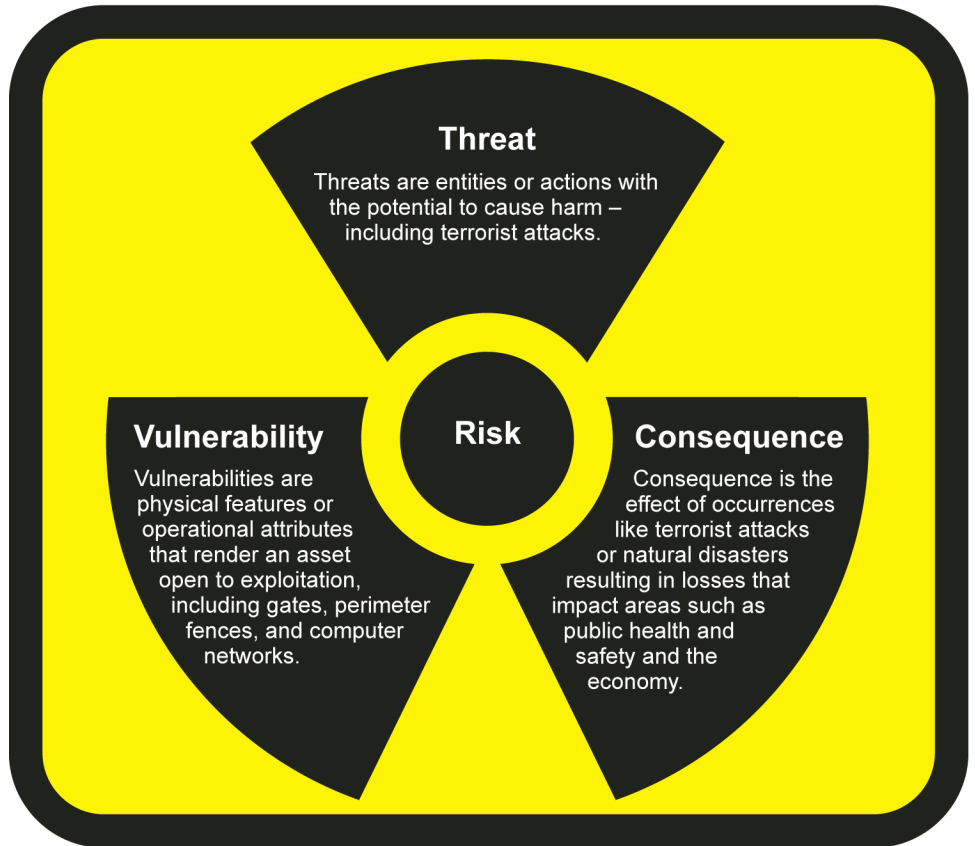 Threat
Threats are entities or actions with
the potential to cause harm –
including terrorist attacks.
Risk
Vulnerability
Vulnerabilities are
physical features or
operational attributes
that render an asset
open to exploitation,
including gates, perimeter
fences, and computer
networks.
Consequence
Consequence is the
effect of occurrences
like terrorist attacks
or natural disasters
resulting in losses that
impact areas such as
public health and
safety and the
economy.